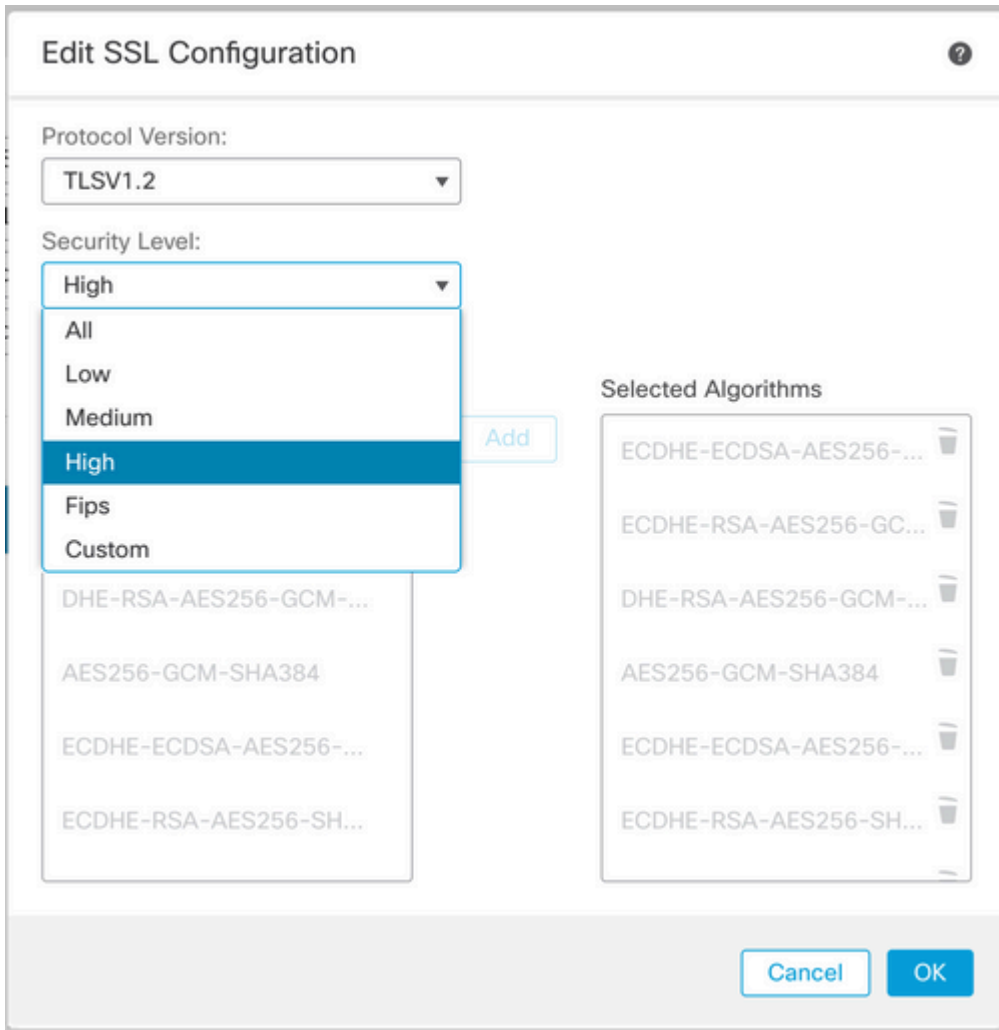 Edit SSL Configuration
?
Protocol Version:
TLSV1.2
Security Level:
High
All
Low
Medium
High
Fips
Custom
Add
DHE-RSA-AES256-GCM-...
AES256-GCM-SHA384
ECDHE-ECDSA-AES256-...
ECDHE-RSA-AES256-SH...
Selected Algorithms
ECDHE-ECDSA-AES256-...
ECDHE-RSA-AES256-GC...
DHE-RSA-AES256-GCM-...
AES256-GCM-SHA384
ECDHE-ECDSA-AES256-...
ECDHE-RSA-AES256-SH...
Cancel
OK